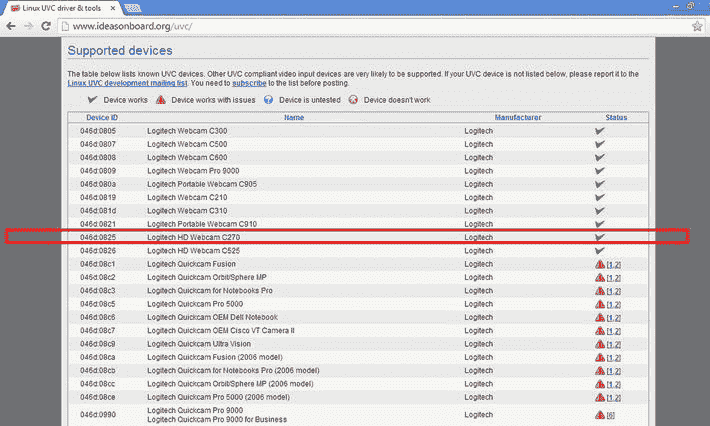 Linux UVC driver & tools
www.ideasonboard.org/uvc/
Supported devices
The table below lists known UVC devices. Other UVC compliant video input devices are very likely to be supported. If your UVC device is not listed below, please report it to the
Linux UVC development mailing list. You need to subscribe to the list before posting.
Device works Device works with issues Device is untested Device doesn't work
Device ID Name Manufacturer Status
046d:0805 Logitech Webcam C300 Logitech
046d:0807 Logitech Webcam C500 Logitech
046d:0808 Logitech Webcam C600 Logitech
046d:0809 Logitech Webcam Pro 9000 Logitech
046d:080a Logitech Portable Webcam C905 Logitech
046d:0819 Logitech Webcam C210 Logitech
046d:081d Logitech Webcam C310 Logitech
046d:0821 Logitech Portable Webcam C910 Logitech
046d:0825 Logitech HD Webcam C270 Logitech
046d:0826 Logitech HD Webcam C525 Logitech
046d:08c1 Logitech Quickcam Fusion Logitech [1,2]
046d:08c2 Logitech Quickcam Orbit/Sphere MP Logitech [1,2]
046d:08c3 Logitech Quickcam for Notebooks Pro Logitech [1,2]
046d:08c5 Logitech Quickcam Pro 5000 Logitech [1,2]
046d:08c6 Logitech Quickcam OEM Dell Notebook Logitech [1,2]
046d:08c7 Logitech Quickcam OEM Cisco VT Camera II Logitech [1,2]
046d:08c9 Logitech Quickcam Ultra Vision Logitech [1,2]
046d:08ca Logitech Quickcam Fusion (2006 model) Logitech [1,2]
046d:08cb Logitech Quickcam for Notebooks Pro (2006 model) Logitech [1,2]
046d:08cc Logitech Quickcam Orbit/Sphere MP (2006 model) Logitech [1,2]
046d:08ce Logitech Quickcam Pro 5000 (2006 model) Logitech [1,2]
046d:0990 Logitech Quickcam Pro 9000 Logitech [6]
Logitech Quickcam Pro 9000 for Business